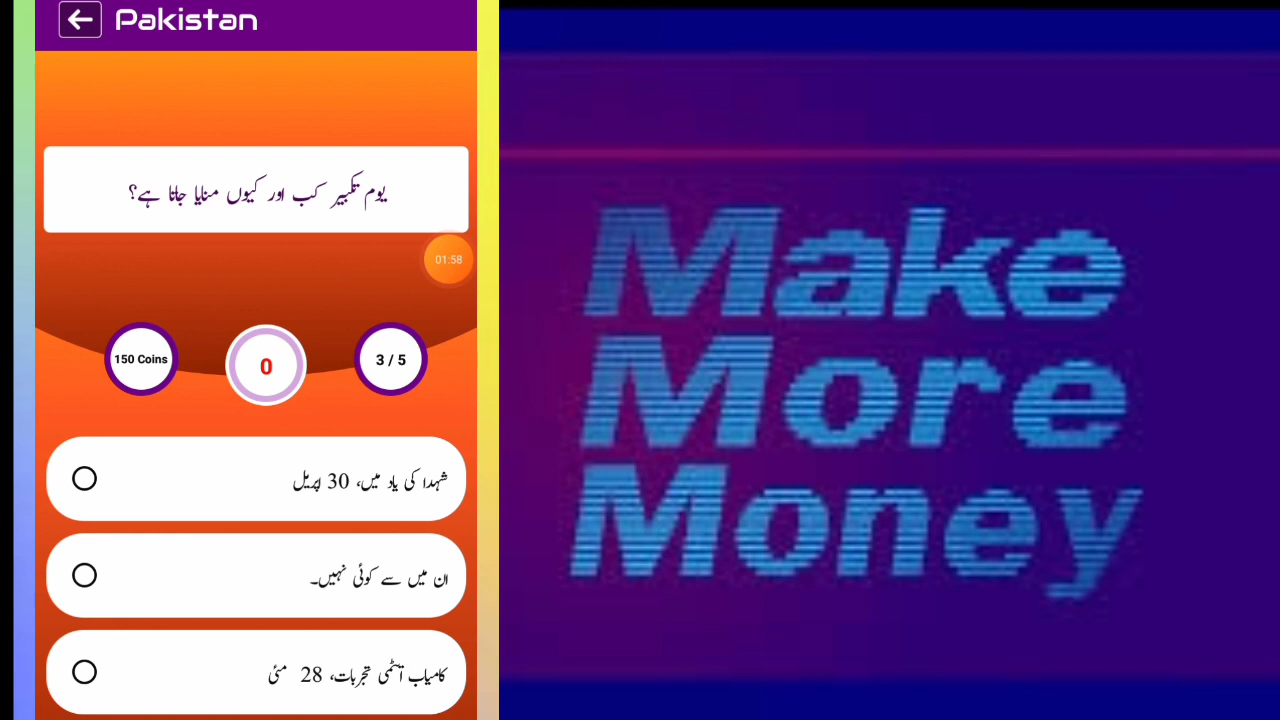 Pakistan
یوم تکبیر کب اور کیوں منایا جاتا ہے؟
01:58
150 Coins
0
3 / 5
شہدا کی یاد میں، 30 اپریل
ان میں سے کوئی نہیں۔
کامیاب آیٹمی تجربات، 28 مئی
Make
More
Money